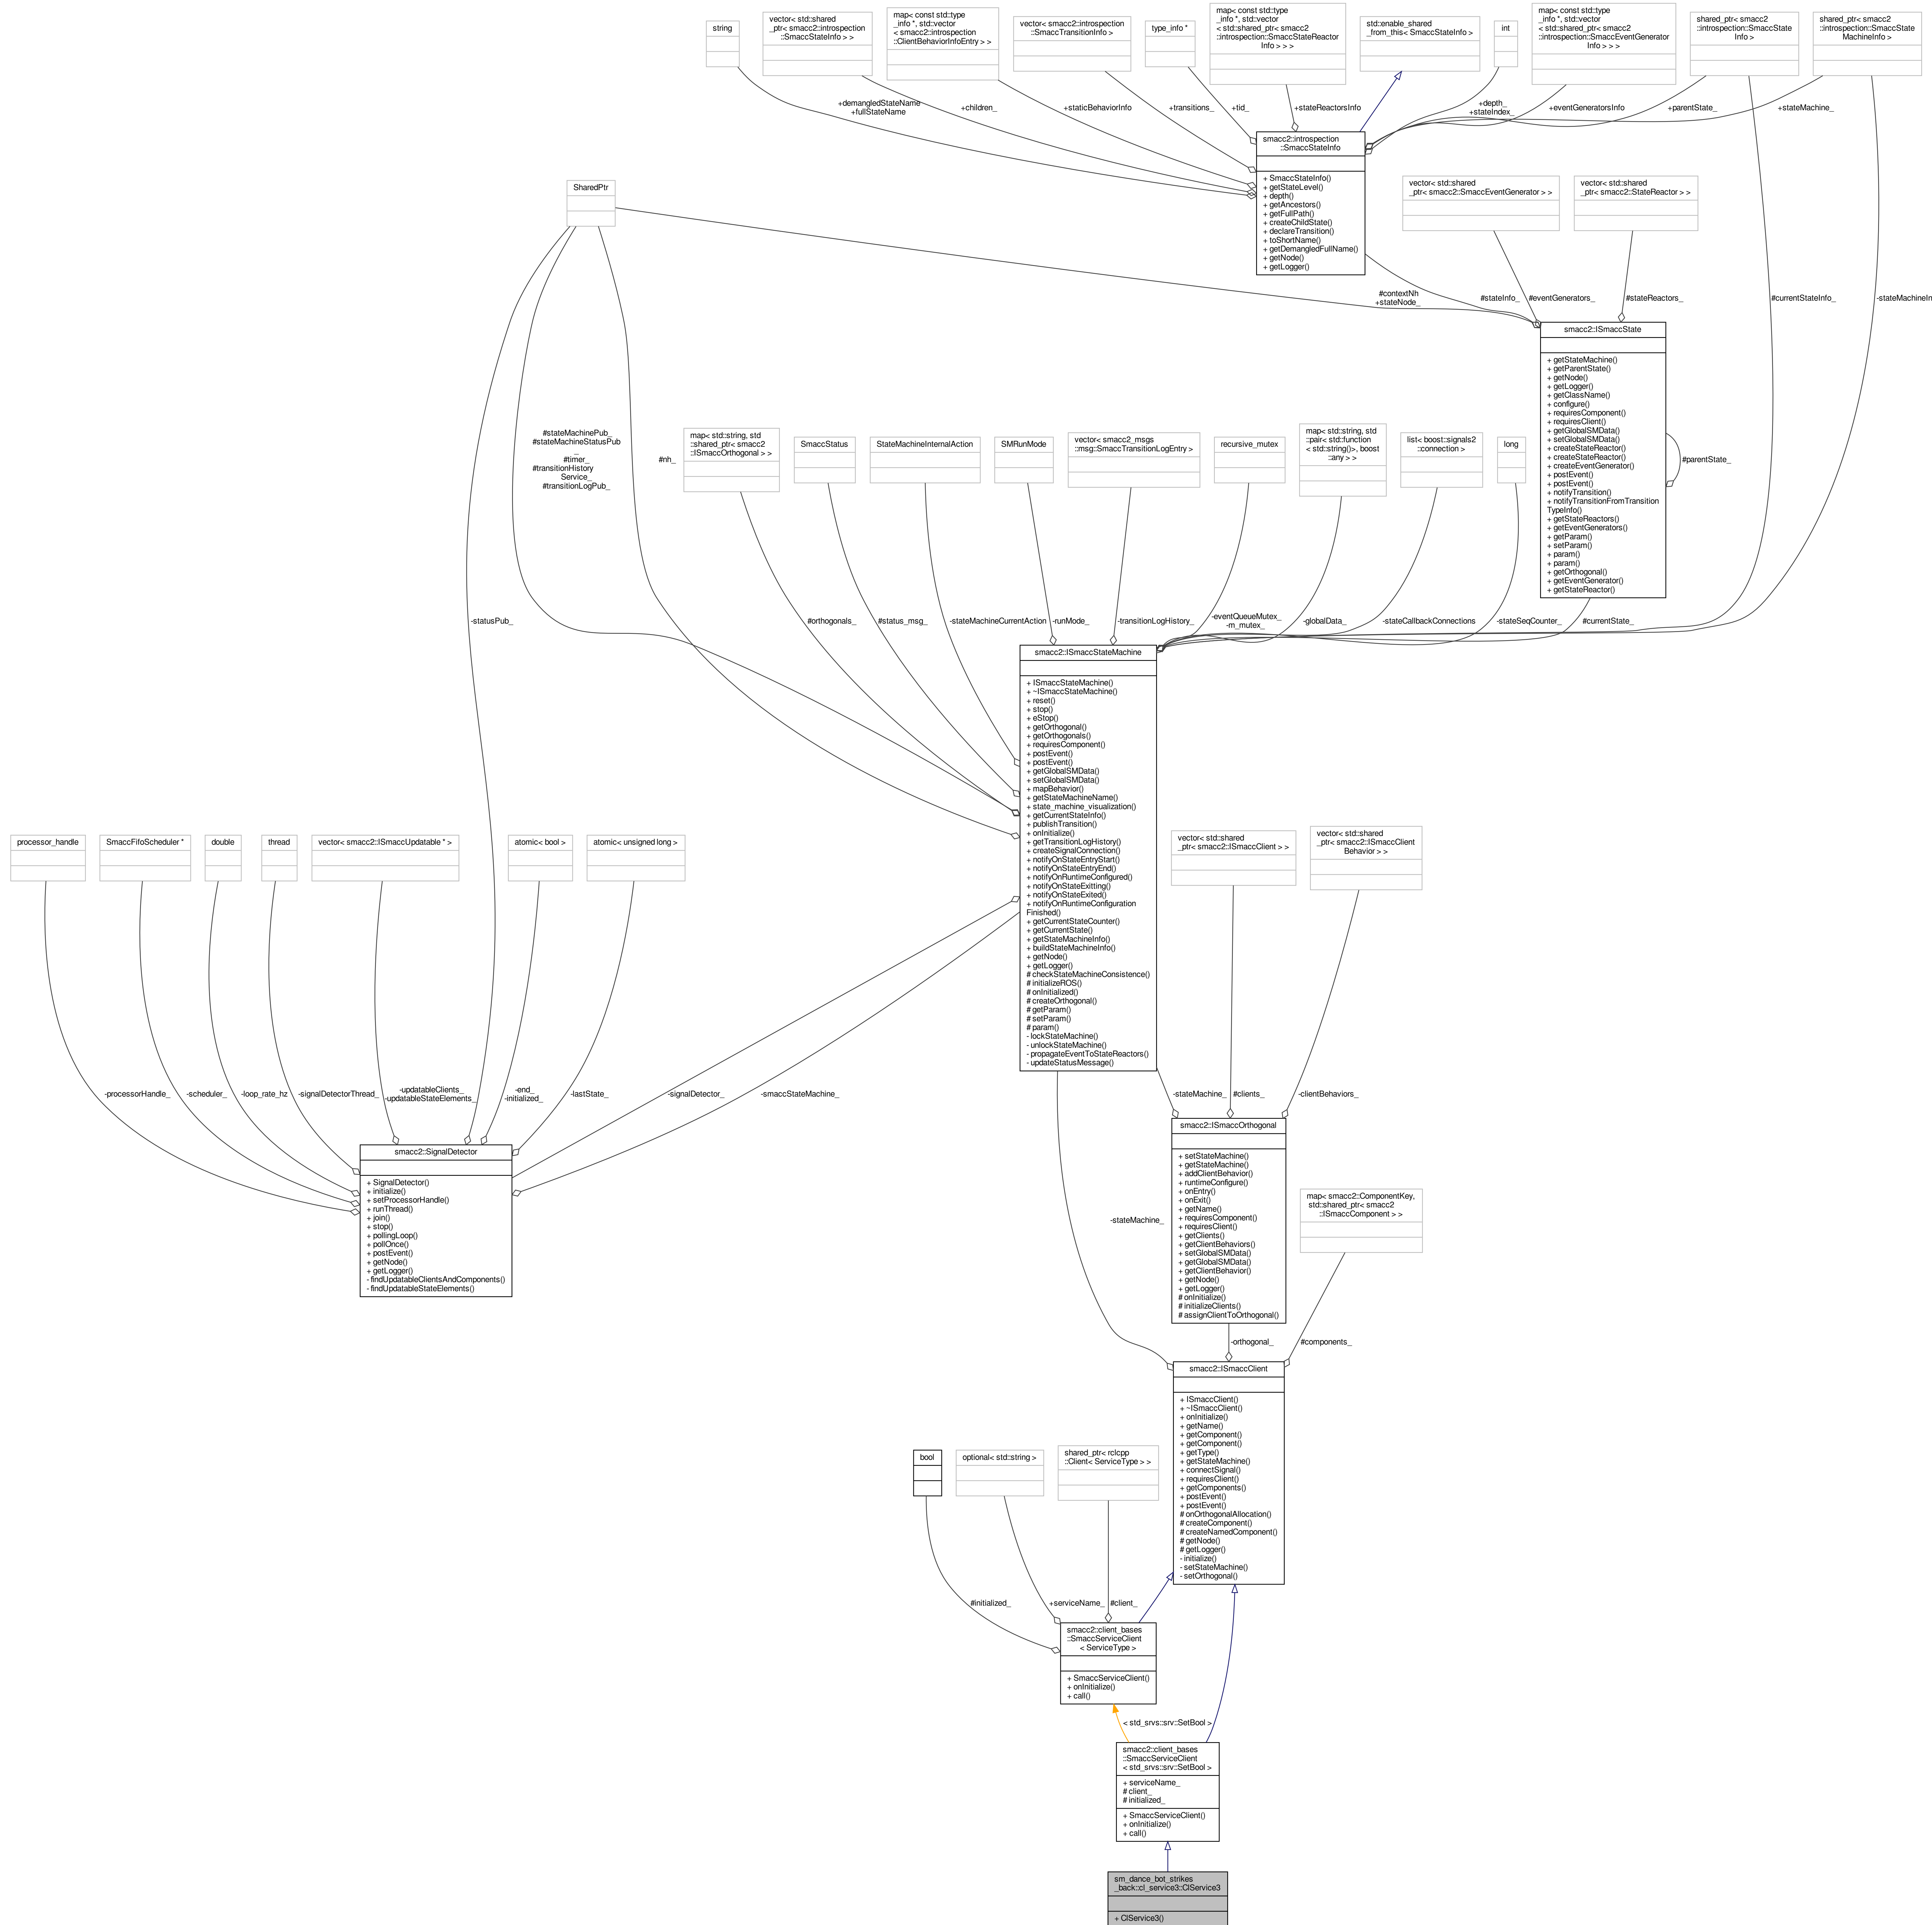 string
vector< std::shared
_ptr< smacc2::introspection
::SmaccStateInfo > >
map< const std::type
_info *, std::vector
< smacc2::introspection
::ClientBehaviorInfoEntry > >
vector< smacc2::introspection
::SmaccTransitionInfo >
type_info *
map< const std::type
_info *, std::vector
< std::shared_ptr< smacc2
::introspection::SmaccStateReactor
Info > > >
std::enable_shared
_from_this< SmaccStateInfo >
int
map< const std::type
_info *, std::vector
< std::shared_ptr< smacc2
::introspection::SmaccEventGenerator
Info > > >
shared_ptr< smacc2
::introspection::SmaccState
Info >
shared_ptr< smacc2
::introspection::SmaccState
MachineInfo >
+demangledStateName
+fullStateName
+children_
+staticBehaviorInfo
+transitions_
+tid_
+stateReactorsInfo
+depth_
+stateIndex_
+eventGeneratorsInfo
+parentState_
+stateMachine_
smacc2::introspection
::SmaccStateInfo
+ SmaccStateInfo()
+ getStateLevel()
+ depth()
+ getAncestors()
+ getFullPath()
+ createChildState()
+ declareTransition()
+ toShortName()
+ getDemangledFullName()
+ getNode()
+ getLogger()
SharedPtr
vector< std::shared
_ptr< smacc2::SmaccEventGenerator > >
vector< std::shared
_ptr< smacc2::StateReactor > >
#contextNh
+stateNode_
#stateInfo_
#eventGenerators_
#stateReactors_
#currentStateInfo_
-stateMachineIn
smacc2::ISmaccState
+ getStateMachine()
+ getParentState()
+ getNode()
+ getLogger()
+ getClassName()
+ configure()
+ requiresComponent()
+ requiresClient()
+ getGlobalSMData()
+ setGlobalSMData()
+ createStateReactor()
+ createStateReactor()
+ createEventGenerator()
+ postEvent()
+ postEvent()
+ notifyTransition()
+ notifyTransitionFromTransition
TypeInfo()
+ getStateReactors()
+ getEventGenerators()
+ getParam()
+ setParam()
+ param()
+ param()
+ getOrthogonal()
+ getEventGenerator()
+ getStateReactor()
#parentState_
#stateMachinePub_
#stateMachineStatusPub
_
#timer_
#transitionHistory
Service_
#transitionLogPub_
#nh_
map< std::string, std
::shared_ptr< smacc2
::ISmaccOrthogonal > >
SmaccStatus
StateMachineInternalAction
SMRunMode
vector< smacc2_msgs
::msg::SmaccTransitionLogEntry >
recursive_mutex
map< std::string, std
::pair< std::function
< std::string()>, boost
::any > >
list< boost::signals2
::connection >
long
-statusPub_
#orthogonals_
#status_msg_
-stateMachineCurrentAction
-runMode_
-transitionLogHistory_
-eventQueueMutex_
-m_mutex_
-globalData_
-stateCallbackConnections
-stateSeqCounter_
#currentState_
smacc2::ISmaccStateMachine
+ ISmaccStateMachine()
+ ~ISmaccStateMachine()
+ reset()
+ stop()
+ eStop()
+ getOrthogonal()
+ getOrthogonals()
+ requiresComponent()
+ postEvent()
+ postEvent()
+ getGlobalSMData()
+ setGlobalSMData()
+ mapBehavior()
+ getStateMachineName()
+ state_machine_visualization()
+ getCurrentStateInfo()
+ publishTransition()
+ onInitialize()
+ getTransitionLogHistory()
+ createSignalConnection()
+ notifyOnStateEntryStart()
+ notifyOnStateEntryEnd()
+ notifyOnRuntimeConfigured()
+ notifyOnStateExitting()
+ notifyOnStateExited()
+ notifyOnRuntimeConfiguration
Finished()
+ getCurrentStateCounter()
+ getCurrentState()
+ getStateMachineInfo()
+ buildStateMachineInfo()
+ getNode()
+ getLogger()
# checkStateMachineConsistence()
# initializeROS()
# onInitialized()
# createOrthogonal()
# getParam()
# setParam()
# param()
- lockStateMachine()
- unlockStateMachine()
- propagateEventToStateReactors()
- updateStatusMessage()
processor_handle
SmaccFifoScheduler *
double
thread
vector< smacc2::ISmaccUpdatable * >
atomic< bool >
atomic< unsigned long >
vector< std::shared
_ptr< smacc2::ISmaccClient > >
vector< std::shared
_ptr< smacc2::ISmaccClient
Behavior > >
-processorHandle_
-scheduler_
-loop_rate_hz
-signalDetectorThread_
-updatableClients_
-updatableStateElements_
-end_
-initialized_
-lastState_
-signalDetector_
-smaccStateMachine_
-stateMachine_
#clients_
-clientBehaviors_
smacc2::SignalDetector
+ SignalDetector()
+ initialize()
+ setProcessorHandle()
+ runThread()
+ join()
+ stop()
+ pollingLoop()
+ pollOnce()
+ postEvent()
+ getNode()
+ getLogger()
- findUpdatableClientsAndComponents()
- findUpdatableStateElements()
smacc2::ISmaccOrthogonal
+ setStateMachine()
+ getStateMachine()
+ addClientBehavior()
+ runtimeConfigure()
+ onEntry()
+ onExit()
+ getName()
+ requiresComponent()
+ requiresClient()
+ getClients()
+ getClientBehaviors()
+ setGlobalSMData()
+ getGlobalSMData()
+ getClientBehavior()
+ getNode()
+ getLogger()
# onInitialize()
# initializeClients()
# assignClientToOrthogonal()
map< smacc2::ComponentKey,
std::shared_ptr< smacc2
::ISmaccComponent > >
-stateMachine_
-orthogonal_
#components_
smacc2::ISmaccClient
+ ISmaccClient()
+ ~ISmaccClient()
+ onInitialize()
+ getName()
+ getComponent()
+ getComponent()
+ getType()
+ getStateMachine()
+ connectSignal()
+ requiresClient()
+ getComponents()
+ postEvent()
+ postEvent()
# onOrthogonalAllocation()
# createComponent()
# createNamedComponent()
# getNode()
# getLogger()
- initialize()
- setStateMachine()
- setOrthogonal()
bool
optional< std::string >
shared_ptr< rclcpp
::Client< ServiceType > >
#initialized_
+serviceName_
#client_
smacc2::client_bases
::SmaccServiceClient
< ServiceType >
+ SmaccServiceClient()
+ onInitialize()
+ call()
< std_srvs::srv::SetBool >
smacc2::client_bases
::SmaccServiceClient
< std_srvs::srv::SetBool >
+ serviceName_
# client_
# initialized_
+ SmaccServiceClient()
+ onInitialize()
+ call()
sm_dance_bot_strikes
_back::cl_service3::ClService3
+ ClService3()